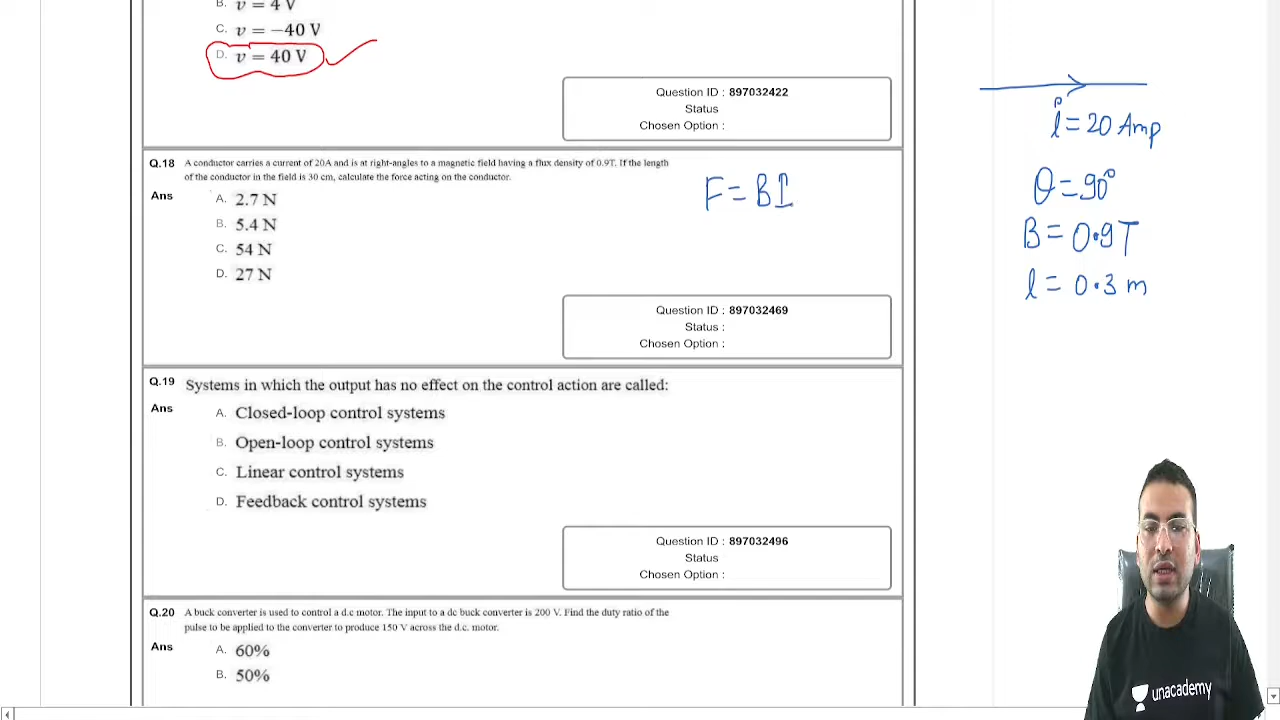 B. v = 4 V
C. v = −40 V
D. v = 40 V
Question ID : 897032422
Status
Chosen Option :
i = 20 Amp
θ = 90°
B = 0.9T
l = 0.3 m
Q.18 A conductor carries a current of 20A and is at right-angles to a magnetic field having a flux density of 0.9T. If the length
of the conductor in the field is 30 cm, calculate the force acting on the conductor.
F = BI
Ans A. 2.7 N
B. 5.4 N
C. 54 N
D. 27 N
Question ID : 897032469
Status :
Chosen Option :
Q.19 Systems in which the output has no effect on the control action are called:
Ans A. Closed-loop control systems
B. Open-loop control systems
C. Linear control systems
D. Feedback control systems
Question ID : 897032496
Status
Chosen Option :
Q.20 A buck converter is used to control a d.c motor. The input to a dc buck converter is 200 V. Find the duty ratio of the
pulse to be applied to the converter to produce 150 V across the d.c. motor.
Ans A. 60%
B. 50%
unacademy